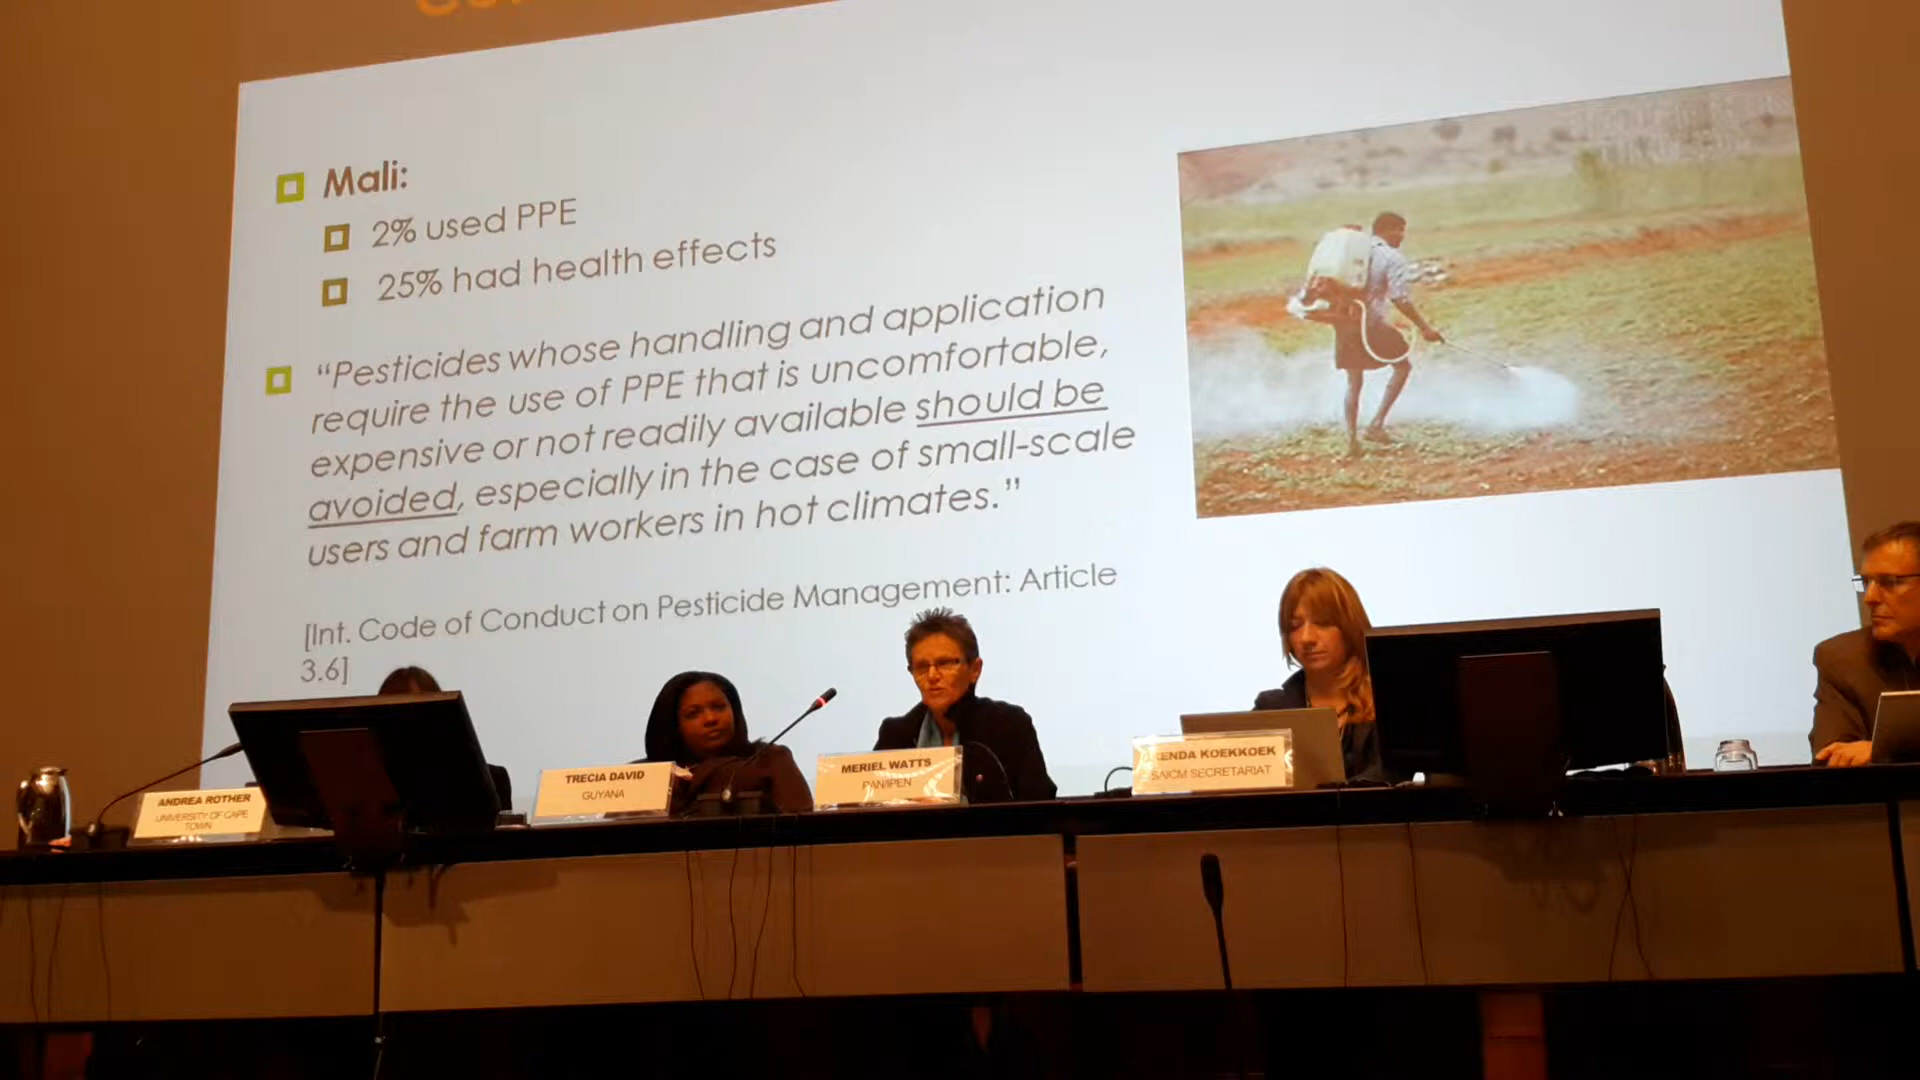 Mali:
2% used PPE
25% had health effects
“Pesticides whose handling and application
require the use of PPE that is uncomfortable,
expensive or not readily available should be
avoided, especially in the case of small-scale
users and farm workers in hot climates.”
[Int. Code of Conduct on Pesticide Management: Article
3.6]
ANDREA ROTHER
UNIVERSITY OF CAPE
TOWN
TRECIA DAVID
GUYANA
MERIEL WATTS
PAN/IPEN
KOEKKOEK
SAICM SECRETARIAT